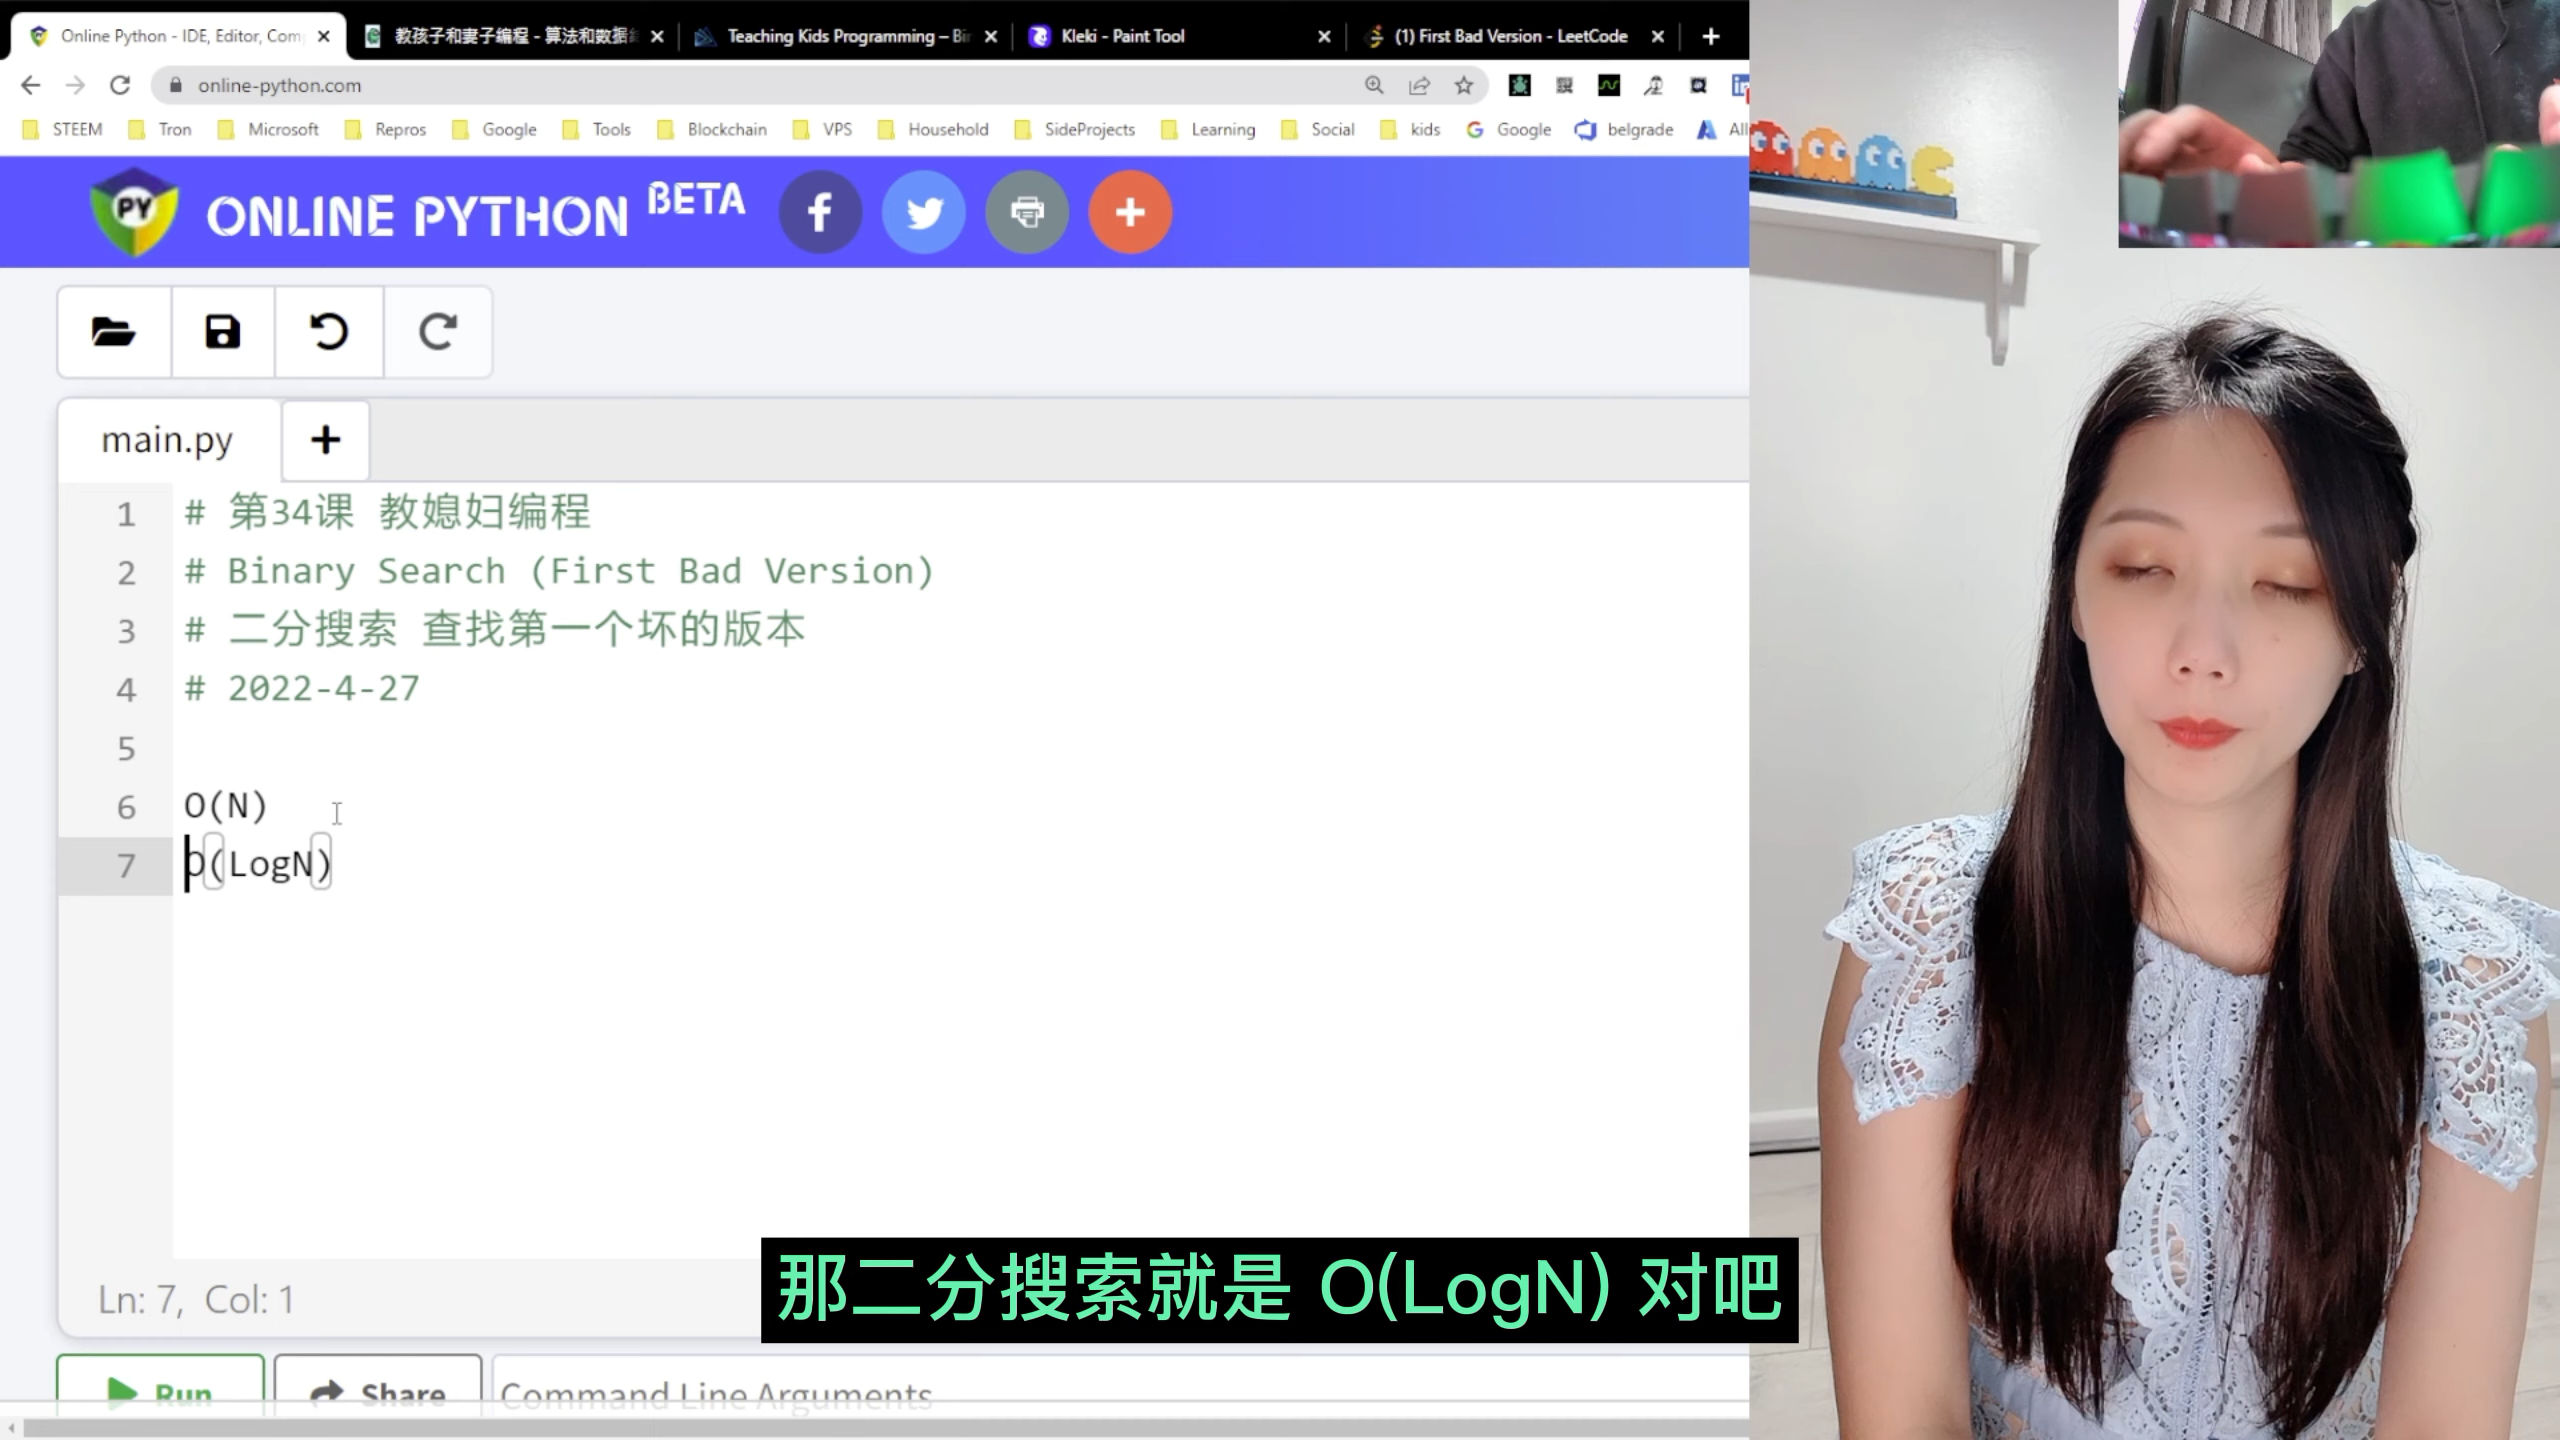 Online Python - IDE, Editor, Com
教孩子和妻子编程 - 算法和数据
Teaching Kids Programming – Bi
Kleki - Paint Tool
(1) First Bad Version - LeetCode
online-python.com
STEEM
Tron
Microsoft
Repros
Google
Tools
Blockchain
VPS
Household
SideProjects
Learning
Social
kids
Google
belgrade
All
PY
ONLINE PYTHON BETA
main.py
1 # 第34课 教媳妇编程
2 # Binary Search (First Bad Version)
3 # 二分搜索 查找第一个坏的版本
4 # 2022-4-27
5
6 O(N)
7 O(LogN)
那二分搜索就是 O(LogN) 对吧
Ln: 7, Col: 1
Run
Share
Command Line Arguments